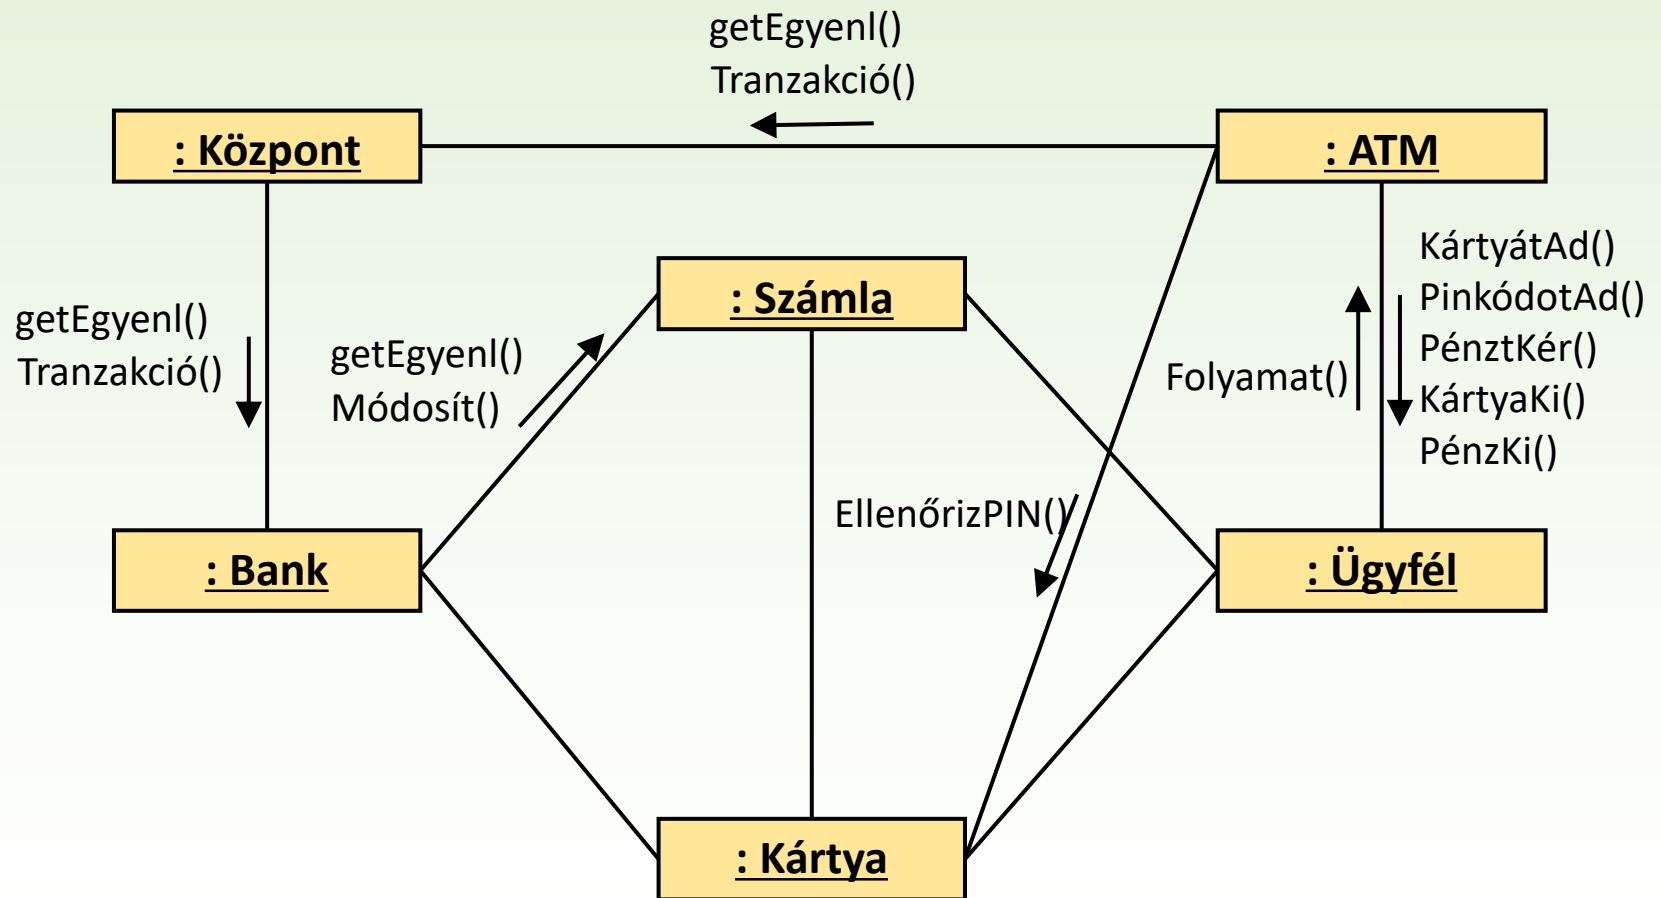 getEgyenl()
Tranzakció()
: Központ
: ATM
: Számla
KártyátAd()
PinkódotAd()
PénztKér()
KártyaKi()
PénzKi()
Folyamat()
getEgyenl()
Tranzakció()
getEgyenl()
Módosít()
EllenőrizPIN()
: Bank
: Ügyfél
: Kártya